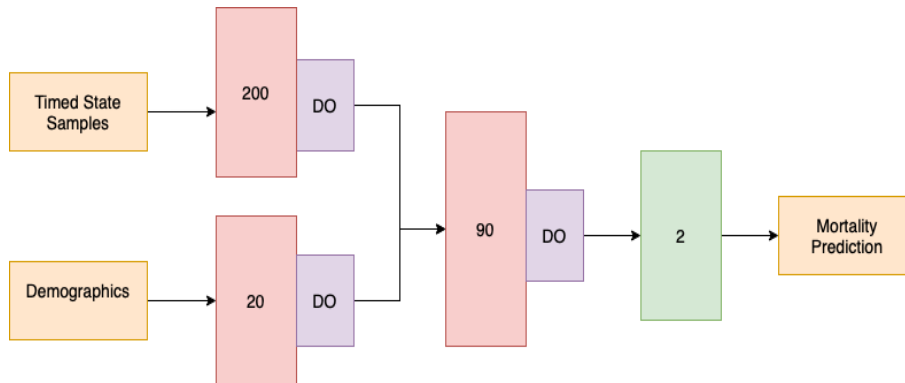 Timed State
Samples
200
DO
Demographics
20
DO
90
DO
2
Mortality
Prediction